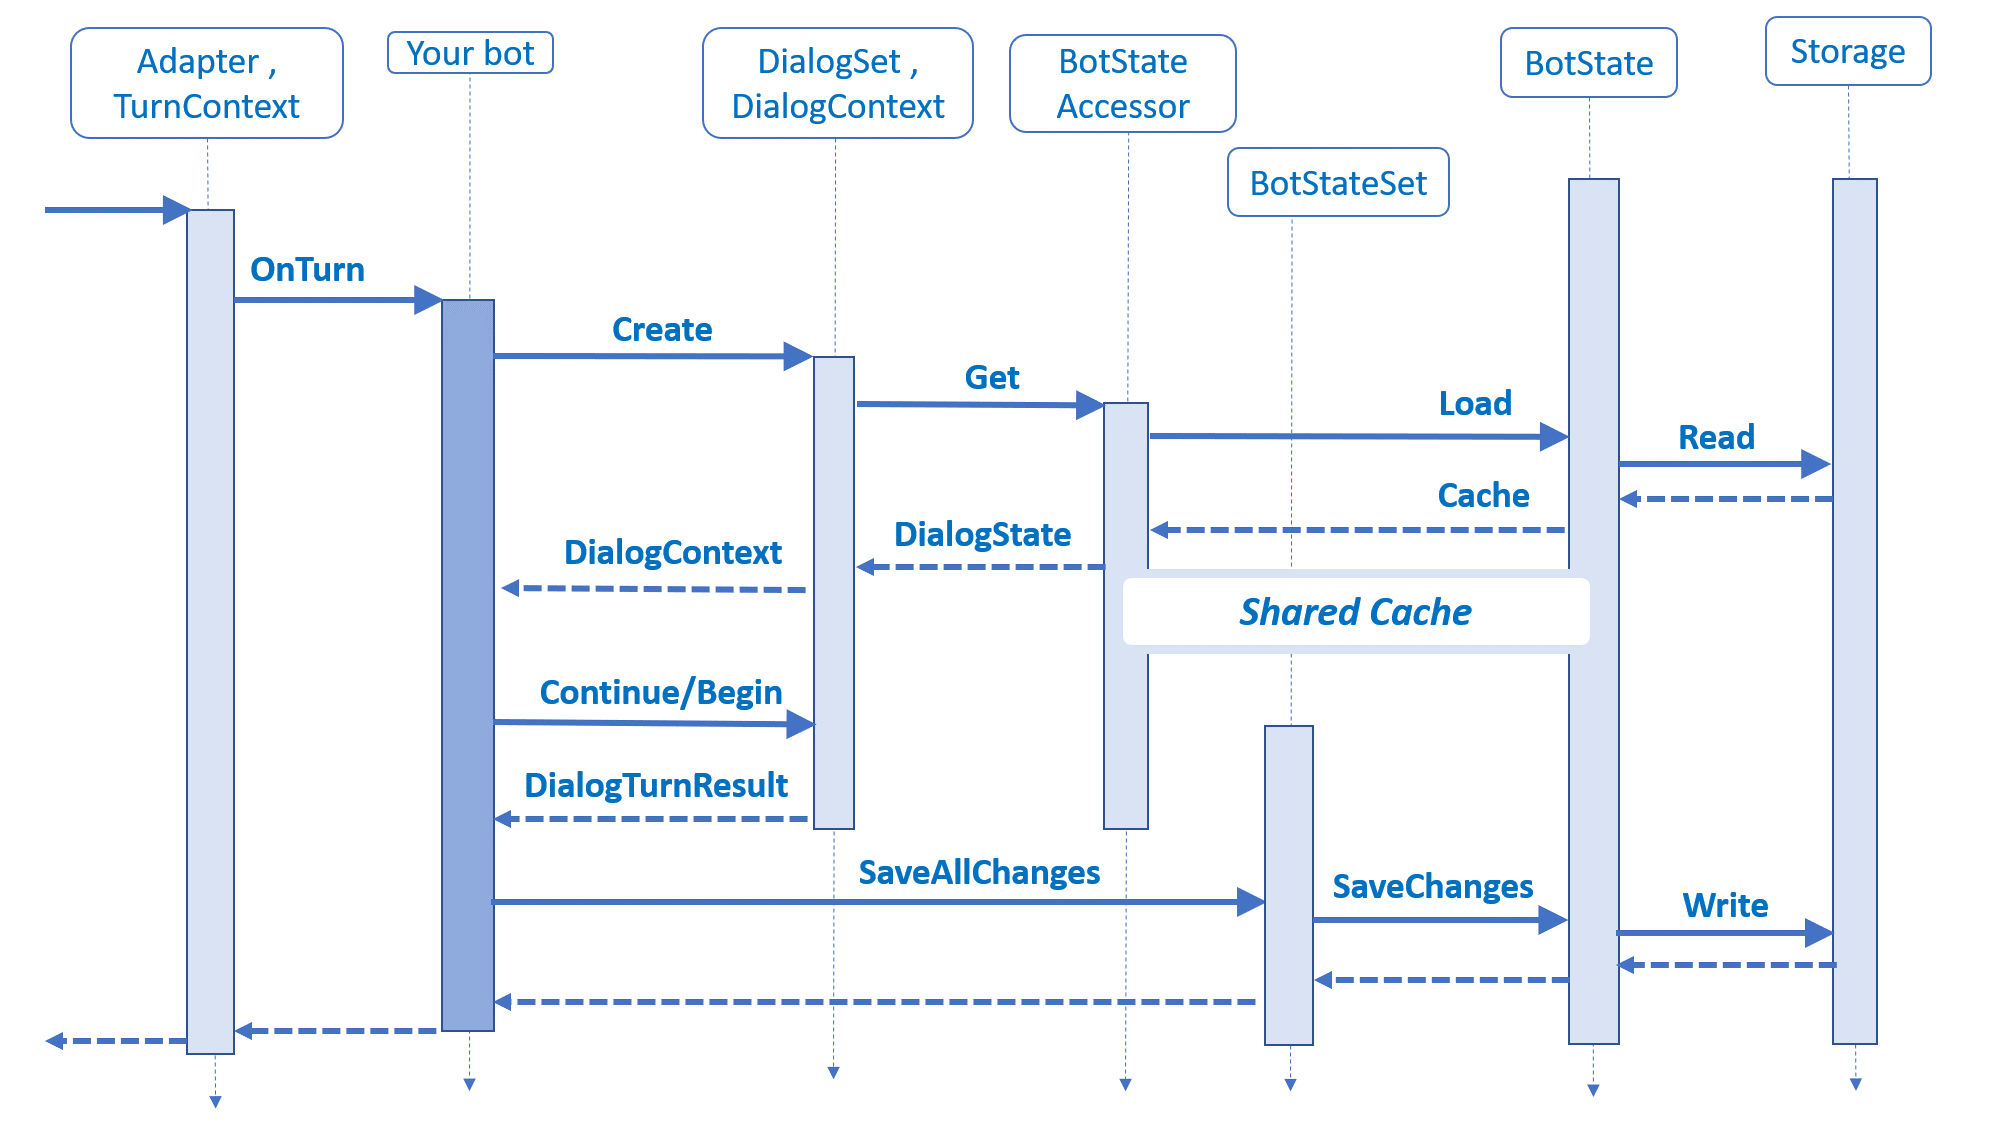 Adapter ,
TurnContext
Your bot
DialogSet ,
DialogContext
BotState
Accessor
BotStateSet
BotState
Storage
OnTurn
Create
Get
Load
Read
Cache
DialogState
DialogContext
Shared Cache
Continue/Begin
DialogTurnResult
SaveAllChanges
SaveChanges
Write